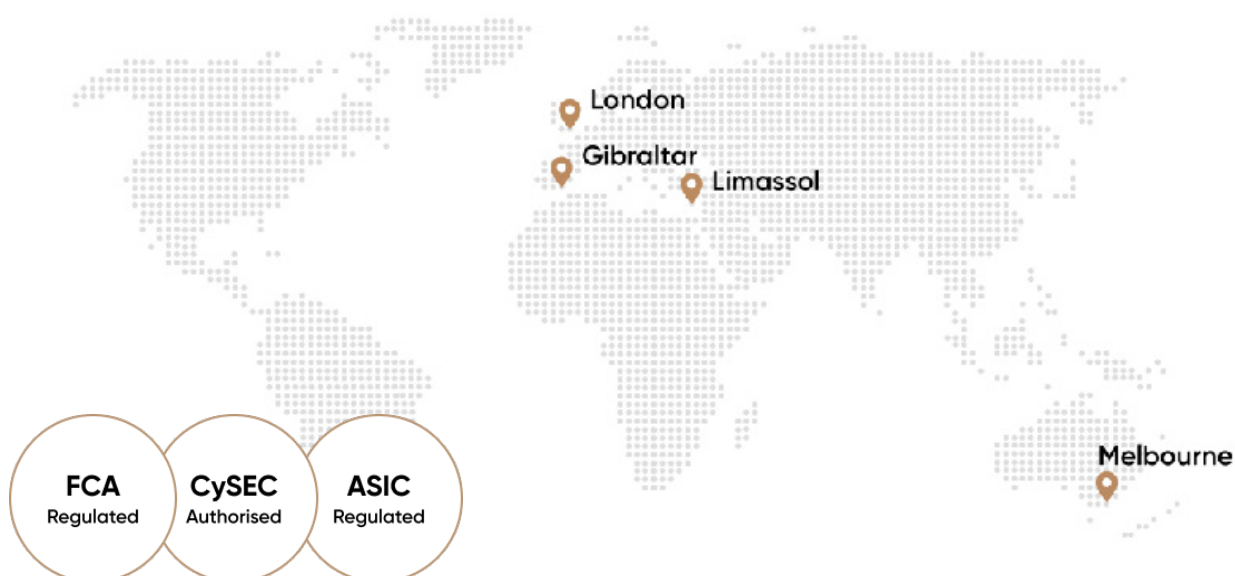 London
Gibraltar
Limassol
Melbourne
FCA
Regulated
CySEC
Authorised
ASIC
Regulated